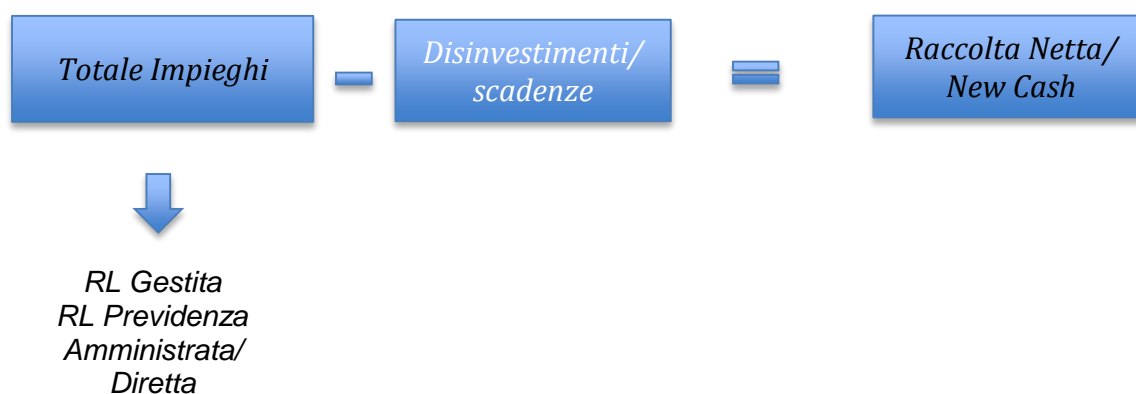 Totale Impieghi
Disinvestimenti/
scadenze
Raccolta Netta/
New Cash
RL Gestita
RL Previdenza
Amministrata/
Diretta